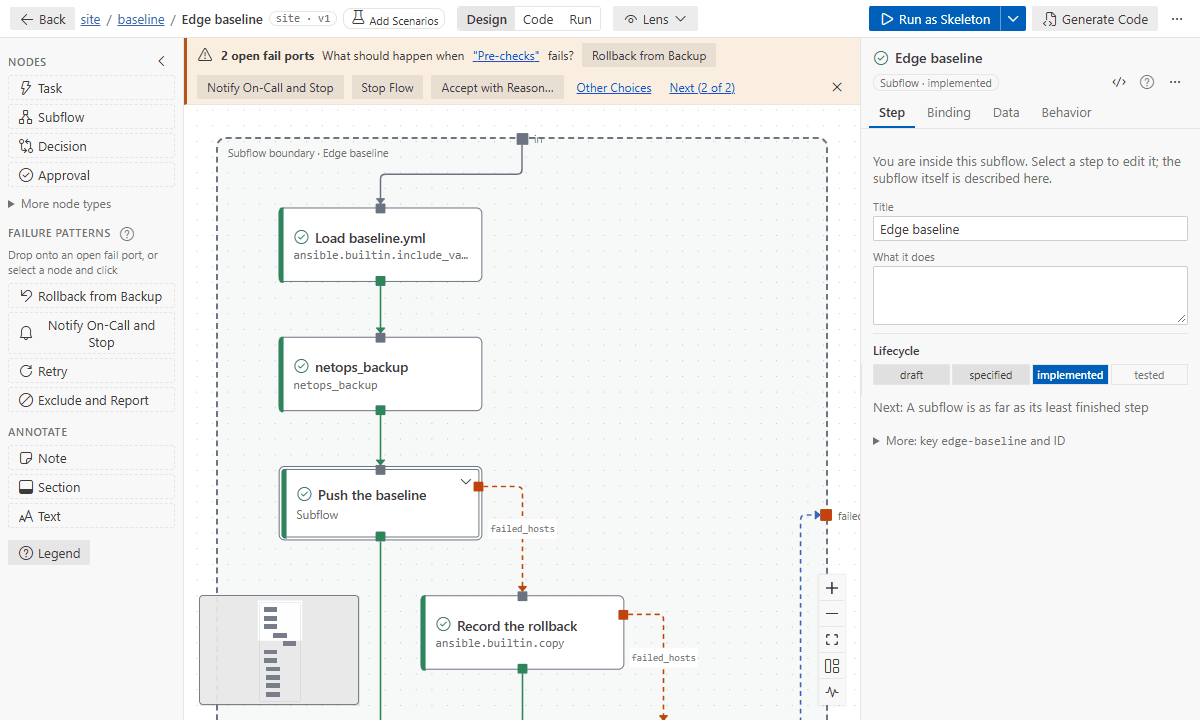 Back site / baseline / Edge baseline site · v1 Add Scenarios Design Code Run Lens Run as Skeleton Generate Code
NODES
Task
Subflow
Decision
Approval
More node types
FAILURE PATTERNS
Drop onto an open fail port, or
select a node and click
Rollback from Backup
Notify On-Call and
Stop
Retry
Exclude and Report
ANNOTATE
Note
Section
Text
Legend
2 open fail ports What should happen when "Pre-checks" fails? Rollback from Backup
Notify On-Call and Stop Stop Flow Accept with Reason... Other Choices Next (2 of 2)
in
Subflow boundary · Edge baseline
Load baseline.yml
ansible.builtin.include_va…
netops_backup
netops_backup
Push the baseline
Subflow
failed_hosts
failed
Record the rollback
ansible.builtin.copy
failed_hosts
Edge baseline
Subflow · implemented
Step Binding Data Behavior
You are inside this subflow. Select a step to edit it; the
subflow itself is described here.
Title
Edge baseline
What it does
Lifecycle
draft specified implemented tested
Next: A subflow is as far as its least finished step
More: key edge-baseline and ID